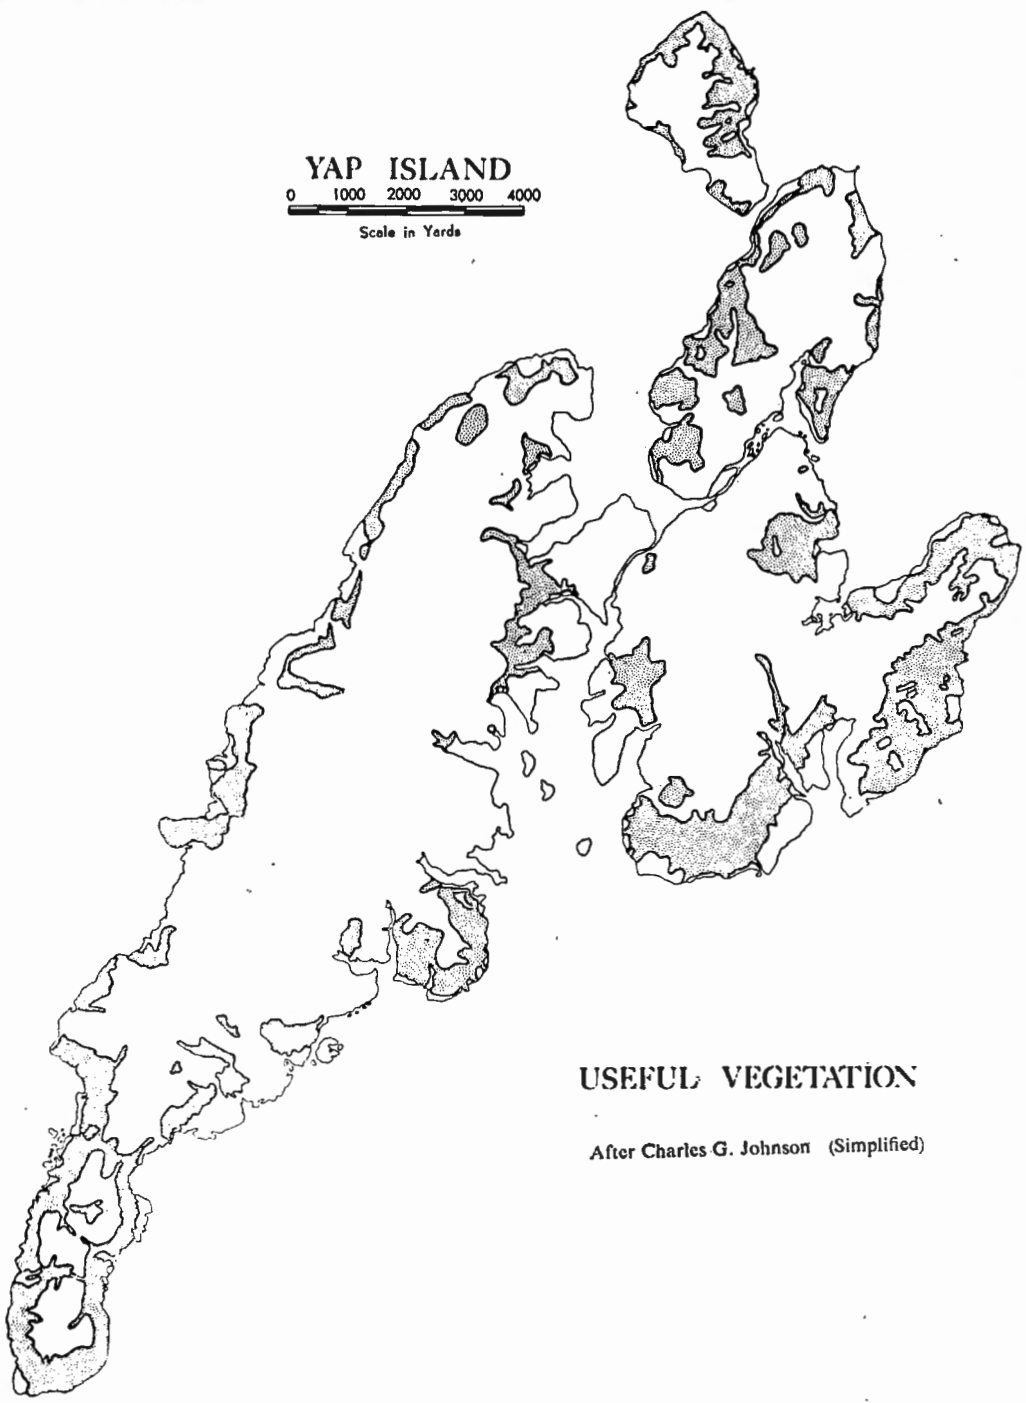 YAP ISLAND
0 1000 2000 3000 4000
Scale in Yards
USEFUL VEGETATION
After Charles G. Johnson (Simplified)